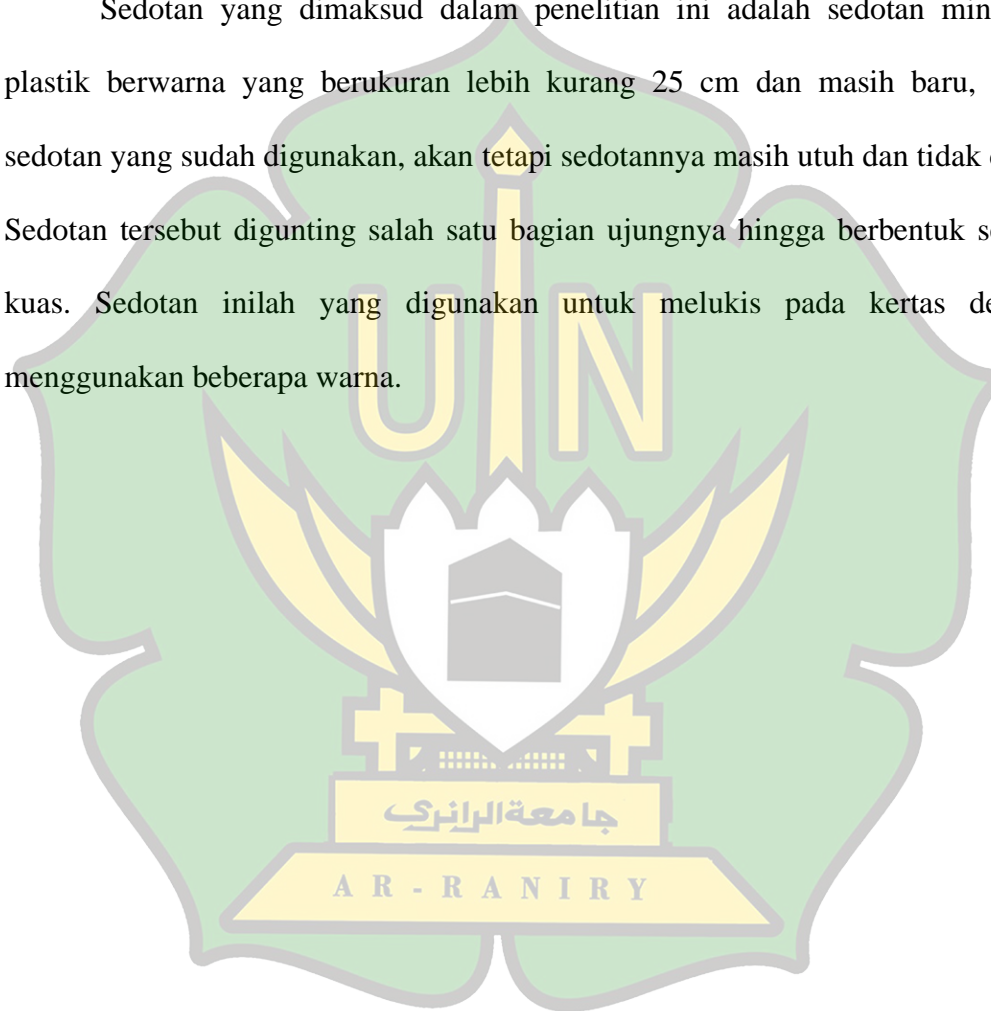 Sedotan yang dimaksud dalam penelitian ini adalah sedotan
plastik berwarna yang berukuran lebih kurang 25 cm dan masih baru,
sedotan yang sudah digunakan, akan tetapi sedotannya masih utuh dan tidak
Sedotan tersebut digunting salah satu bagian ujungnya hingga berbentuk
kuas. Sedotan inilah yang digunakan untuk melukis pada kertas
menggunakan beberapa warna.
UIN
جامعةالرانري
AR-RANIRY